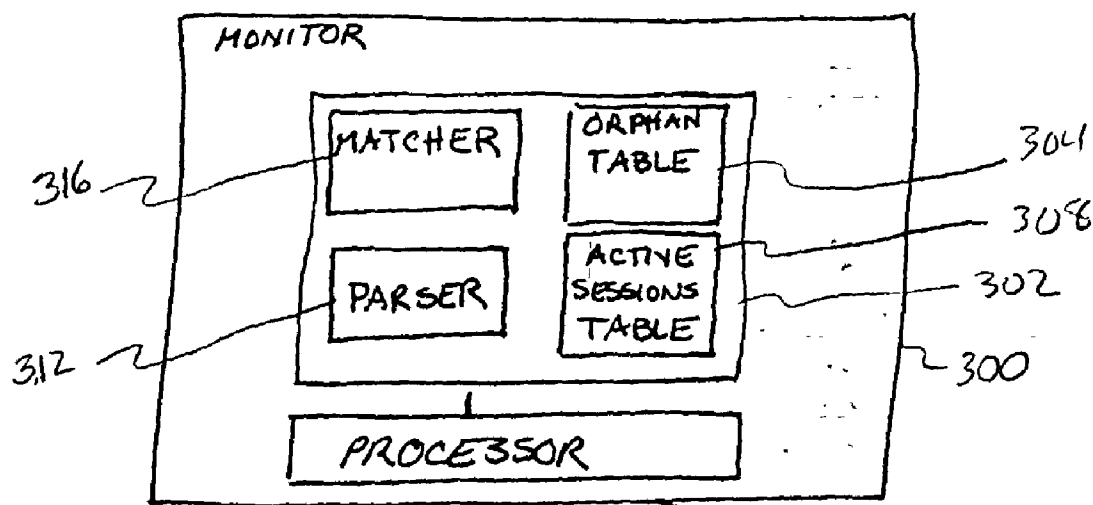 MONITOR
MATCHER
ORPHAN
TABLE
304
316
308
ACTIVE
SESSIONS
TABLE
PARSER
302
312
300
PROCESSOR